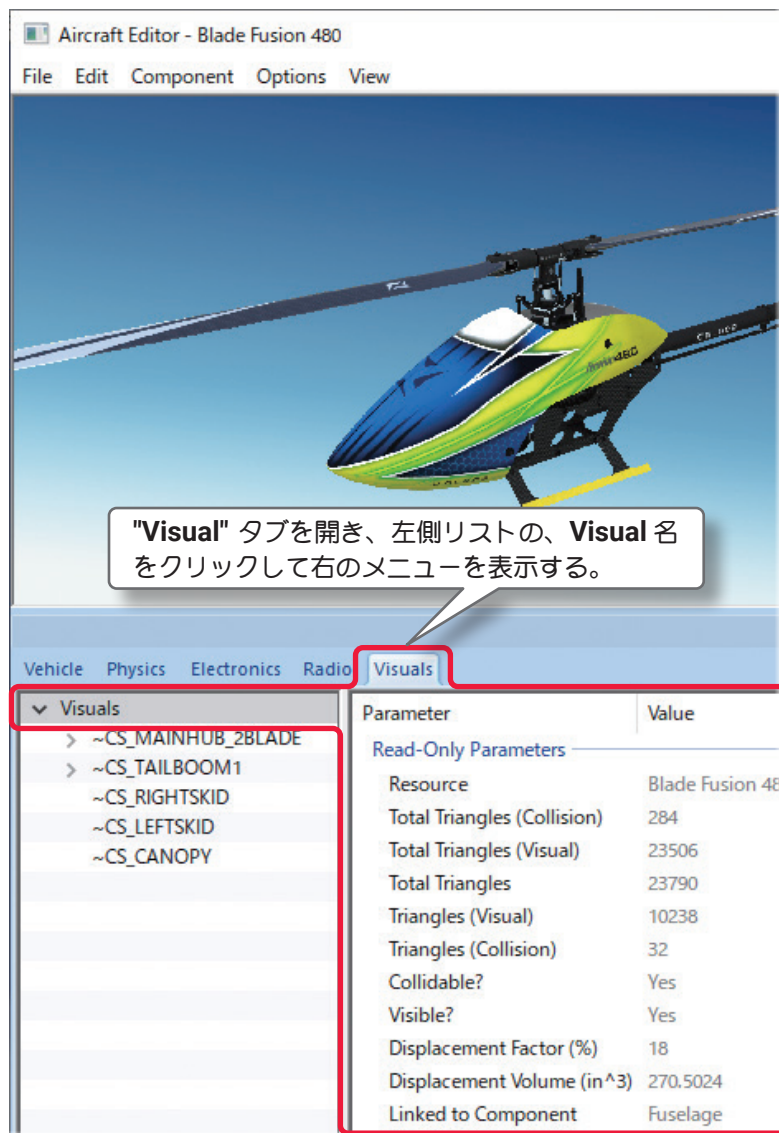 Aircraft Editor - Blade Fusion 480
File Edit Component Options View
480
"Visual" タブを開き、左側リストの、Visual 名
をクリックして右のメニューを表示する。
Vehicle Physics Electronics Radio Visuals
Visuals
~CS_MAINHUB_2BLADE
~CS_TAILBOOM1
~CS_RIGHTSKID
~CS_LEFTSKID
~CS_CANOPY
Parameter Value
Read-Only Parameters
Resource Blade Fusion 48
Total Triangles (Collision) 284
Total Triangles (Visual) 23506
Total Triangles 23790
Triangles (Visual) 10238
Triangles (Collision) 32
Collidable? Yes
Visible? Yes
Displacement Factor (%) 18
Displacement Volume (in^3) 270.5024
Linked to Component Fuselage